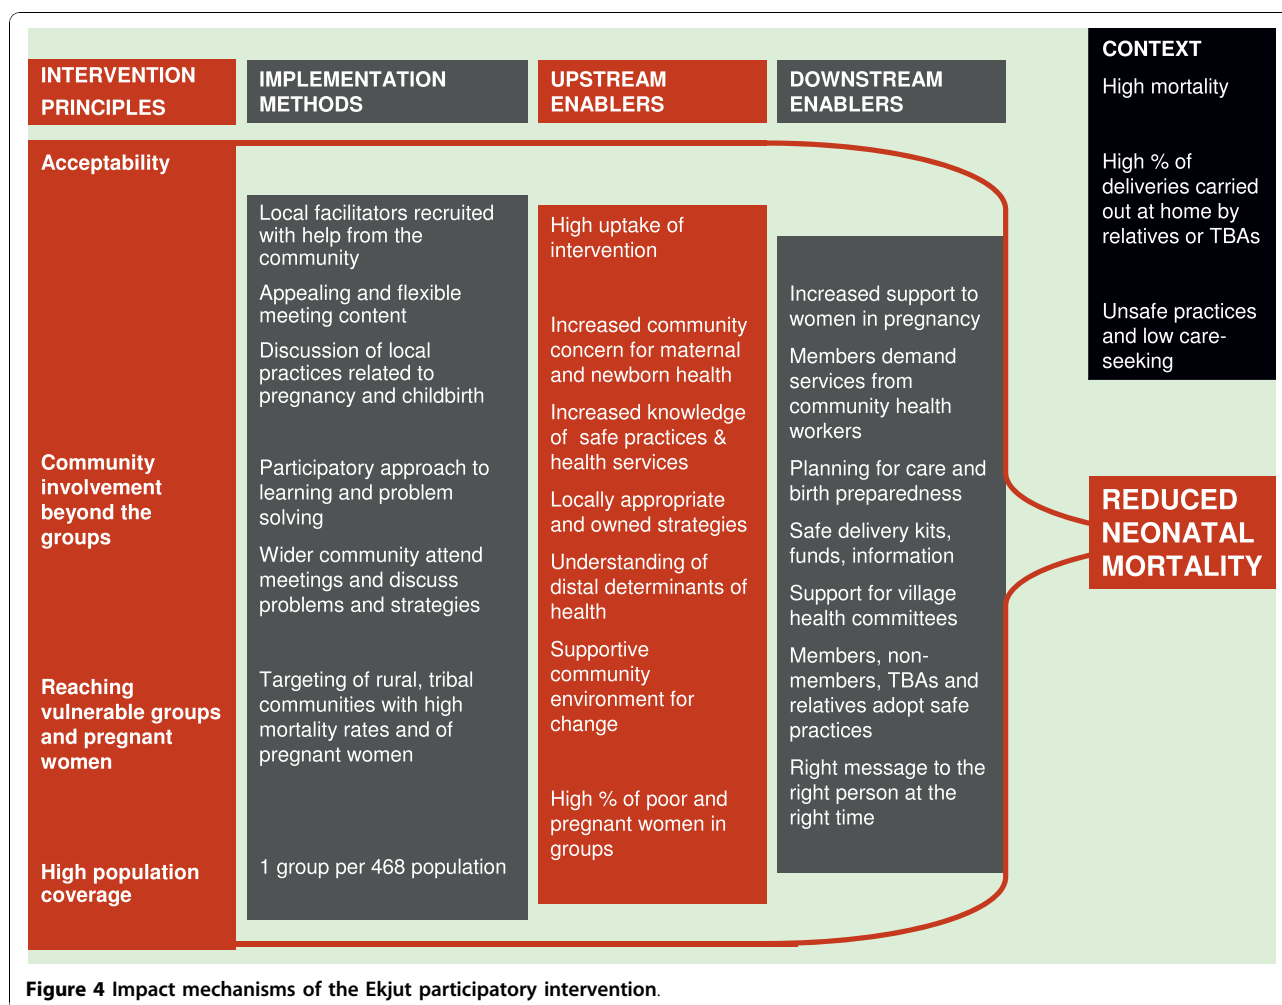 INTERVENTION
PRINCIPLES
Acceptability
Community
involvement
beyond the
groups
Reaching
vulnerable groups
and pregnant
women
High population
coverage
IMPLEMENTATION
METHODS
Local facilitators recruited
with help from the
community
Appealing and flexible
meeting content
Discussion of local
practices related to
pregnancy and childbirth
Participatory approach to
learning and problem
solving
Wider community attend
meetings and discuss
problems and strategies
Targeting of rural, tribal
communities with high
mortality rates and of
pregnant women
1 group per 468 population
UPSTREAM
ENABLERS
High uptake of
intervention
Increased community
concern for maternal
and newborn health
Increased knowledge
of safe practices &
health services
Locally appropriate
and owned strategies
Understanding of
distal determinants of
health
Supportive
community
environment for
change
High % of poor and
pregnant women in
groups
DOWNSTREAM
ENABLERS
Increased support to
women in pregnancy
Members demand
services from
community health
workers
Planning for care and
birth preparedness
Safe delivery kits,
funds, information
Support for village
health committees
Members, non-
members, TBAs and
relatives adopt safe
practices
Right message to the
right person at the
right time
CONTEXT
High mortality
High % of
deliveries carried
out at home by
relatives or TBAs
Unsafe practices
and low care-
seeking
REDUCED
NEONATAL
MORTALITY
Figure 4 Impact mechanisms of the Ekjut participatory intervention.